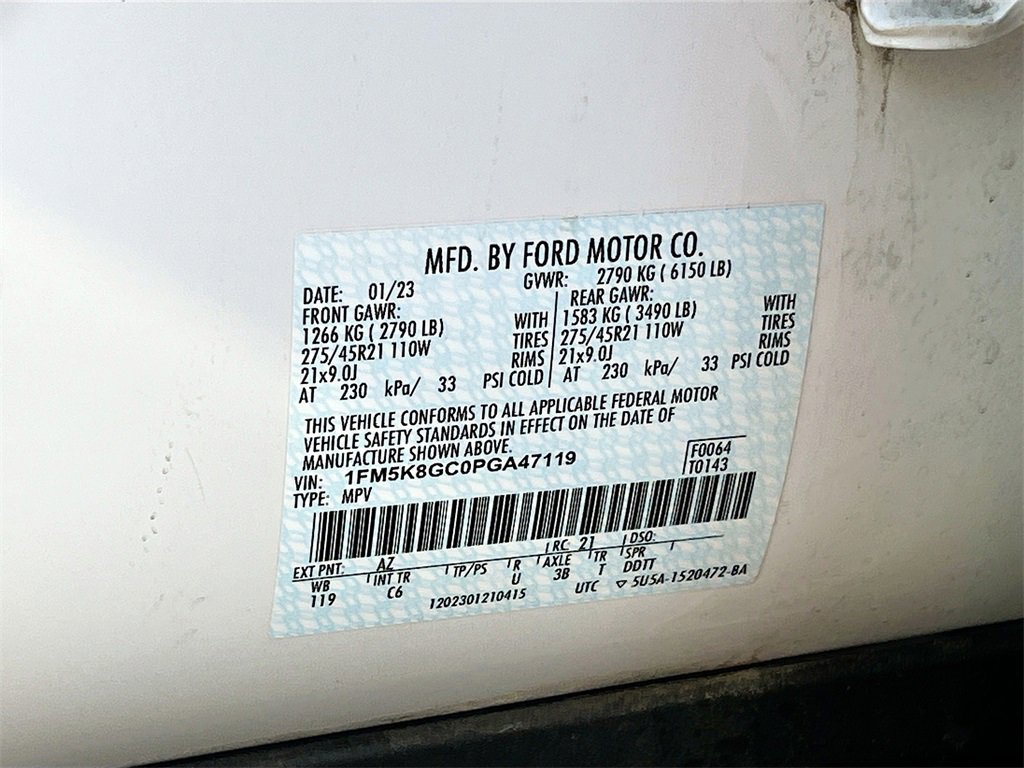 MFD. BY FORD MOTOR CO.
DATE: 01/23 GVWR: 2790 KG ( 6150 LB)
FRONT GAWR: REAR GAWR:
1266 KG ( 2790 LB) WITH 1583 KG ( 3490 LB) WITH
275/45R21 110W TIRES 275/45R21 110W TIRES
21x9.0J RIMS 21x9.0J RIMS
AT 230 kPa/ 33 PSI COLD AT 230 kPa/ 33 PSI COLD
THIS VEHICLE CONFORMS TO ALL APPLICABLE FEDERAL MOTOR
VEHICLE SAFETY STANDARDS IN EFFECT ON THE DATE OF
MANUFACTURE SHOWN ABOVE.
VIN: 1FM5K8GC0PGA47119 F0064
TYPE: MPV T0143
EXT PNT: AZ RC: 21 DSO:
WB INT TR TP/PS R AXLE TR SPR
119 C6 U 3B T DDTT
1202301210415 UTC ▽ 5U5A-1520472-BA